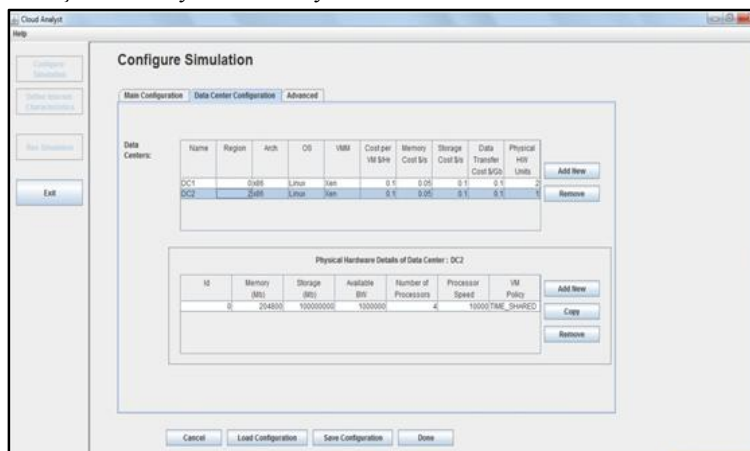 Cloud Analyst
Help
Configure Simulation
Configure Simulation
Define Internet Characteristics
Run Simulation
Exit
Main Configuration Data Center Configuration Advanced
Data Centers:
Name Region Arch OS VMM Cost per VM $/Hr Memory Cost $/s Storage Cost $/s Data Transfer Cost $/Gb Physical HW Units
DC1 0 x86 Linux Xen 0.1 0.05 0.1 0.1 2
DC2 2 x86 Linux Xen 0.1 0.05 0.1 0.1 1
Add New
Remove
Physical Hardware Details of Data Center : DC2
Id Memory (Mb) Storage (Mb) Available BW Number of Processors Processor Speed VM Policy
0 204800 100000000 1000000 4 10000 TIME_SHARED
Add New
Copy
Remove
Cancel Load Configuration Save Configuration Done